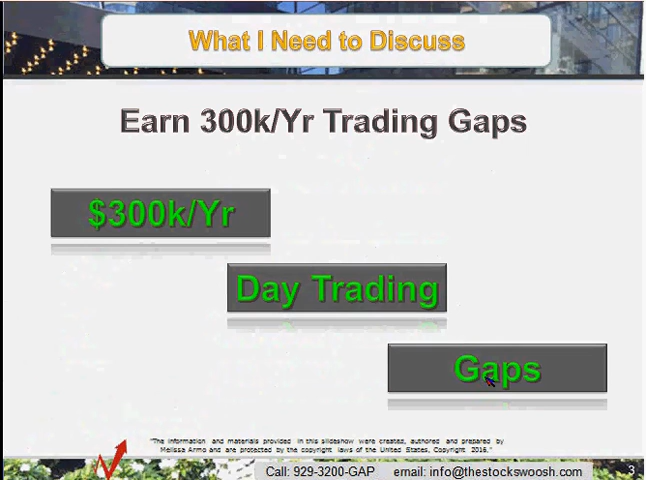 What I Need to Discuss
Earn 300k/Yr Trading Gaps
$300k/Yr
Day Trading
Gaps
"The information and materials provided in this slideshow were created, authored and prepared by
Melissa Armo and are protected by the copyright laws of the United States, Copyright 2016."
Call: 929-3200-GAP email: info@thestockswoosh.com
3